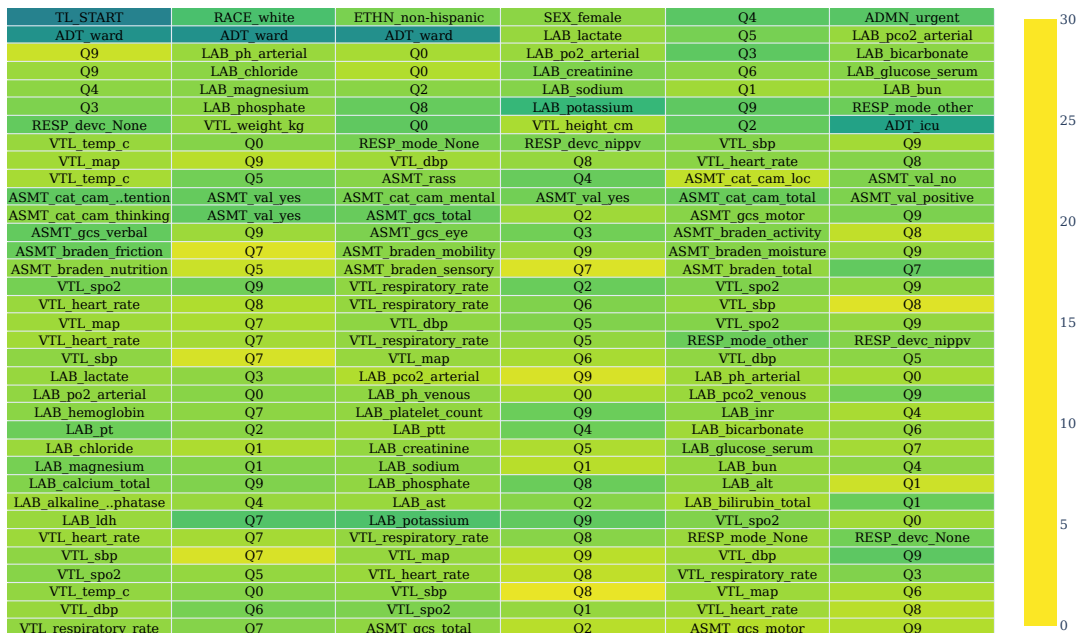 TL_START RACE_white ETHN_non-hispanic SEX_female Q4 ADMN_urgent
ADT_ward ADT_ward ADT_ward LAB_lactate Q5 LAB_pco2_arterial
Q9 LAB_ph_arterial Q0 LAB_po2_arterial Q3 LAB_bicarbonate
Q9 LAB_chloride Q0 LAB_creatinine Q6 LAB_glucose_serum
Q4 LAB_magnesium Q2 LAB_sodium Q1 LAB_bun
Q3 LAB_phosphate Q8 LAB_potassium Q9 RESP_mode_other
RESP_devc_None VTL_weight_kg Q0 VTL_height_cm Q2 ADT_icu
VTL_temp_c Q0 RESP_mode_None RESP_devc_nippv VTL_sbp Q9
VTL_map Q9 VTL_dbp Q8 VTL_heart_rate Q8
VTL_temp_c Q5 ASMT_rass Q4 ASMT_cat_cam_loc ASMT_val_no
ASMT_cat_cam_..tention ASMT_val_yes ASMT_cat_cam_mental ASMT_val_yes ASMT_cat_cam_total ASMT_val_positive
ASMT_cat_cam_thinking ASMT_val_yes ASMT_gcs_total Q2 ASMT_gcs_motor Q9
ASMT_gcs_verbal Q9 ASMT_gcs_eye Q3 ASMT_braden_activity Q8
ASMT_braden_friction Q7 ASMT_braden_mobility Q9 ASMT_braden_moisture Q9
ASMT_braden_nutrition Q5 ASMT_braden_sensory Q7 ASMT_braden_total Q7
VTL_spo2 Q9 VTL_respiratory_rate Q2 VTL_spo2 Q9
VTL_heart_rate Q8 VTL_respiratory_rate Q6 VTL_sbp Q8
VTL_map Q7 VTL_dbp Q5 VTL_spo2 Q9
VTL_heart_rate Q7 VTL_respiratory_rate Q5 RESP_mode_other RESP_devc_nippv
VTL_sbp Q7 VTL_map Q6 VTL_dbp Q5
LAB_lactate Q3 LAB_pco2_arterial Q9 LAB_ph_arterial Q0
LAB_po2_arterial Q0 LAB_ph_venous Q0 LAB_pco2_venous Q9
LAB_hemoglobin Q7 LAB_platelet_count Q9 LAB_inr Q4
LAB_pt Q2 LAB_ptt Q4 LAB_bicarbonate Q6
LAB_chloride Q1 LAB_creatinine Q5 LAB_glucose_serum Q7
LAB_magnesium Q1 LAB_sodium Q1 LAB_bun Q4
LAB_calcium_total Q9 LAB_phosphate Q8 LAB_alt Q1
LAB_alkaline_..phatase Q4 LAB_ast Q2 LAB_bilirubin_total Q1
LAB_ldh Q7 LAB_potassium Q9 VTL_spo2 Q0
VTL_heart_rate Q7 VTL_respiratory_rate Q8 RESP_mode_None RESP_devc_None
VTL_sbp Q7 VTL_map Q9 VTL_dbp Q9
VTL_spo2 Q5 VTL_heart_rate Q8 VTL_respiratory_rate Q3
VTL_temp_c Q0 VTL_sbp Q8 VTL_map Q6
VTL_dbp Q6 VTL_spo2 Q1 VTL_heart_rate Q8
VTL_respiratory_rate Q7 ASMT_gcs_total Q2 ASMT_gcs_motor Q9
30
25
20
15
10
5
0